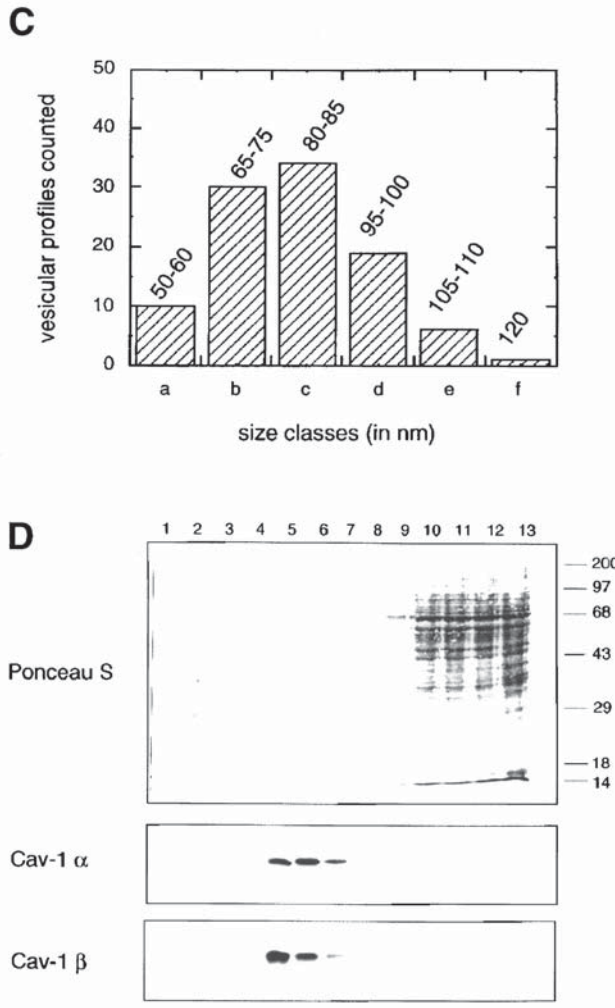 C
50
40
30
20
10
0
vesicular profiles counted
50-60
65-75
80-85
95-100
105-110
120
a b c d e f
size classes (in nm)
D
1 2 3 4 5 6 7 8 9 10 11 12 13
Ponceau S
200
97
68
43
29
18
14
Cav-1 α
Cav-1 β